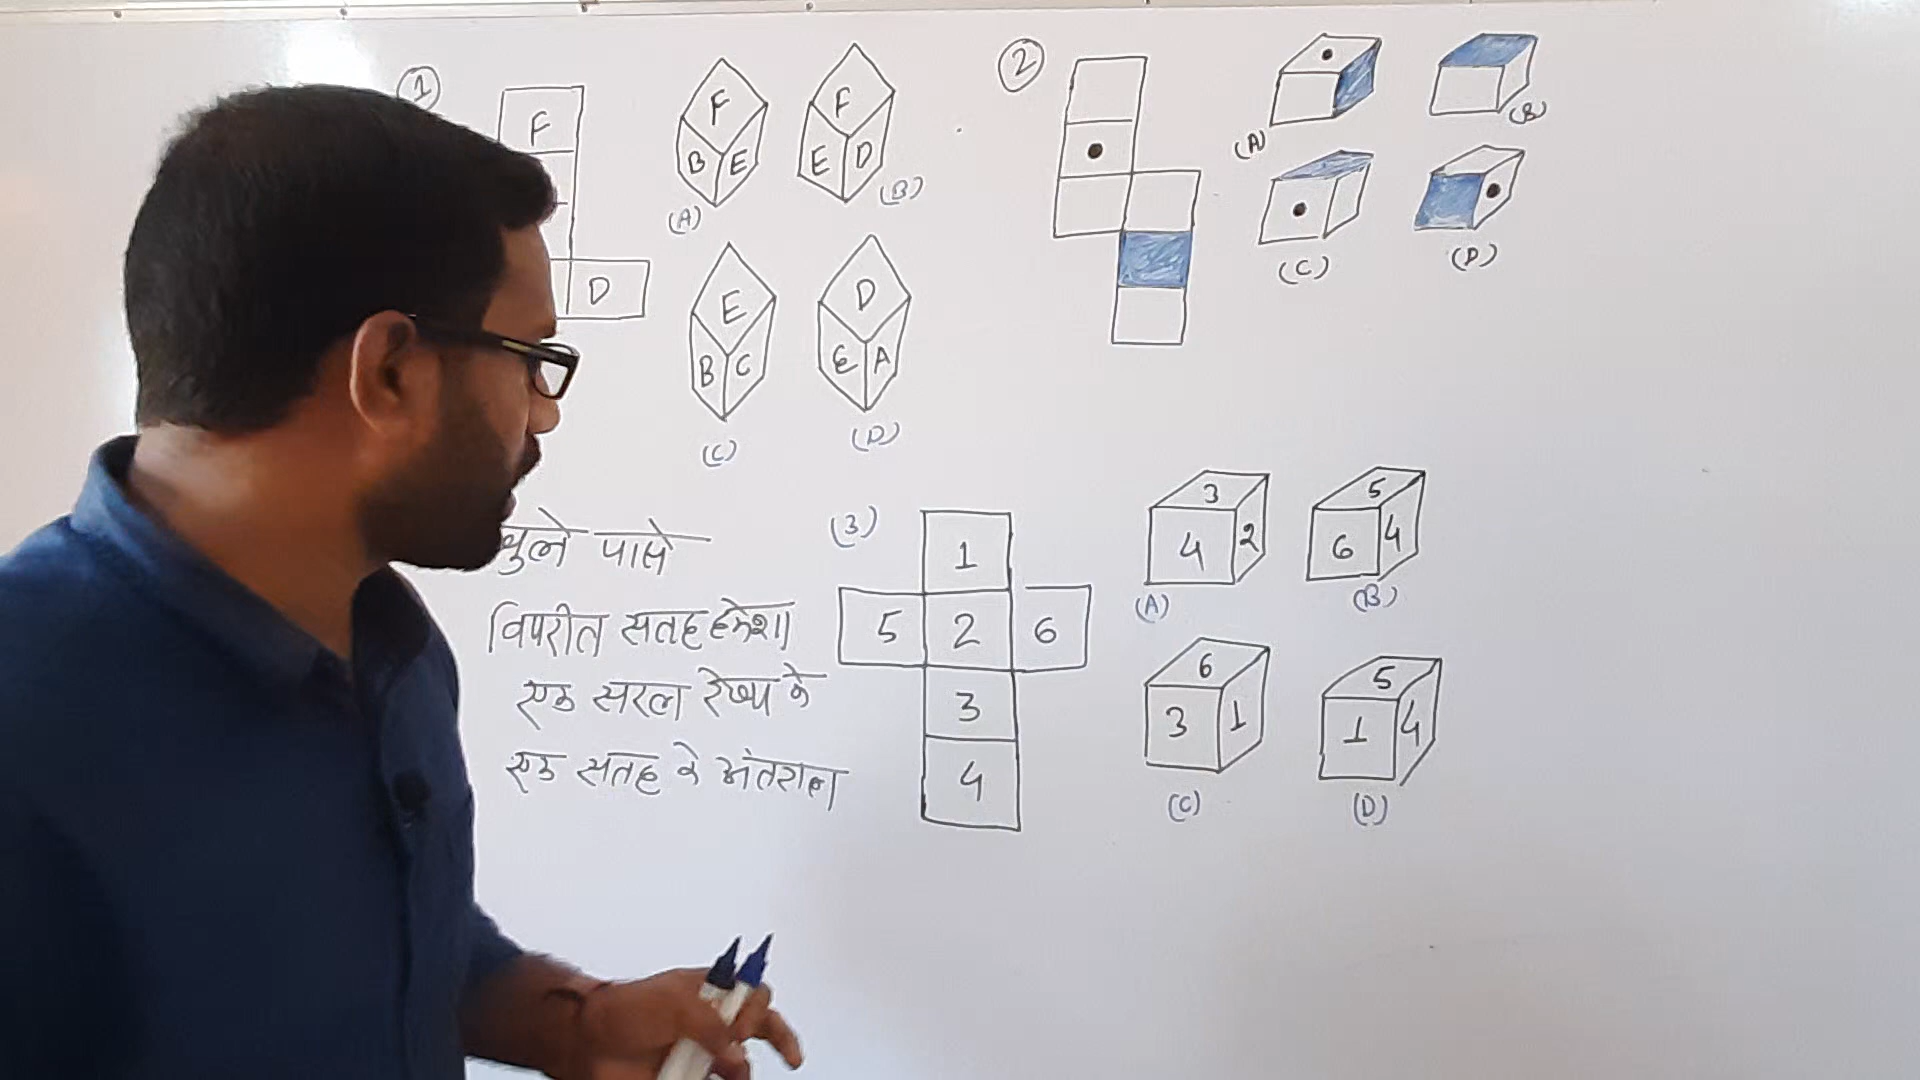 1
F
D
F
B E
(A)
F
E D
(B)
E
B C
(C)
D
E A
(D)
2
(A)
(B)
(C)
(D)
पासे
विपरीत सतह हमेशा
एक सरल रेखा के
एक सतह के अंतराल
(3)
1
5 2 6
3
4
3
4 2
(A)
5
6 4
(B)
6
3 1
(C)
5
1 4
(D)